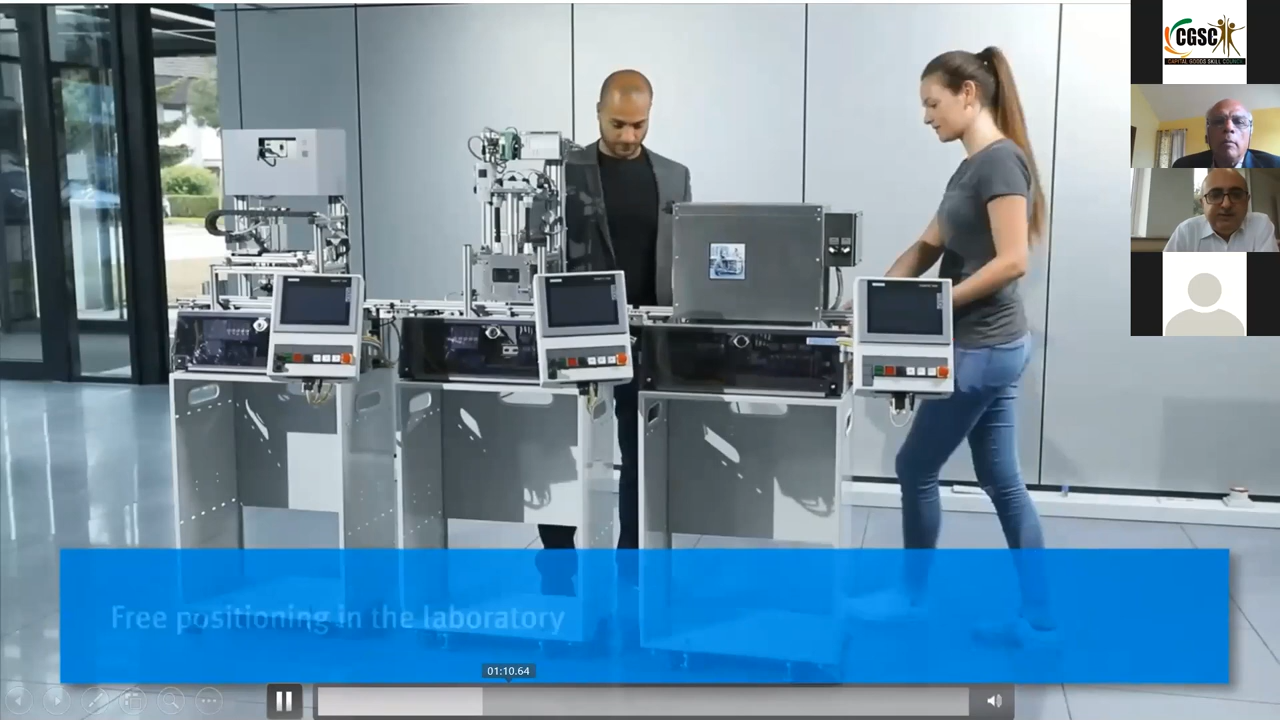 CGSC
CAPITAL GOODS SKILL COUNCIL
Free positioning in the laboratory
01:10.64